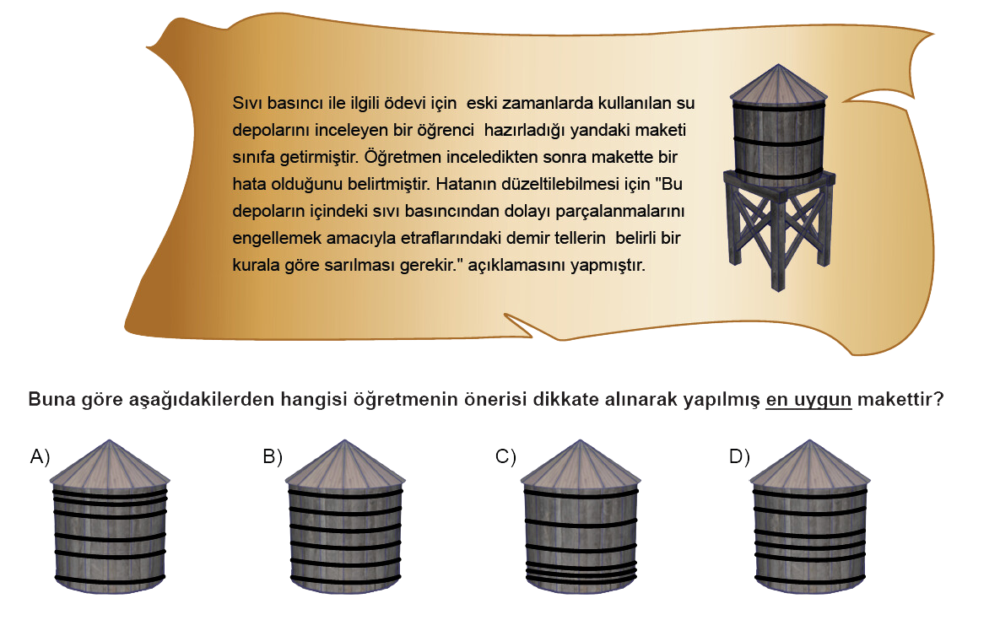 Sıvı basıncı ile ilgili ödevi için eski zamanlarda kullanılan su
depolarını inceleyen bir öğrenci hazırladığı yandaki maketi
sınıfa getirmiştir. Öğretmen inceledikten sonra makette bir
hata olduğunu belirtmiştir. Hatanın düzeltilebilmesi için "Bu
depoların içindeki sıvı basıncından dolayı parçalanmalarını
engellemek amacıyla etraflarındaki demir tellerin belirli bir
kurala göre sarılması gerekir." açıklamasını yapmıştır.
Buna göre aşağıdakilerden hangisi öğretmenin önerisi dikkate alınarak yapılmış en uygun makettir?
A) B) C) D)